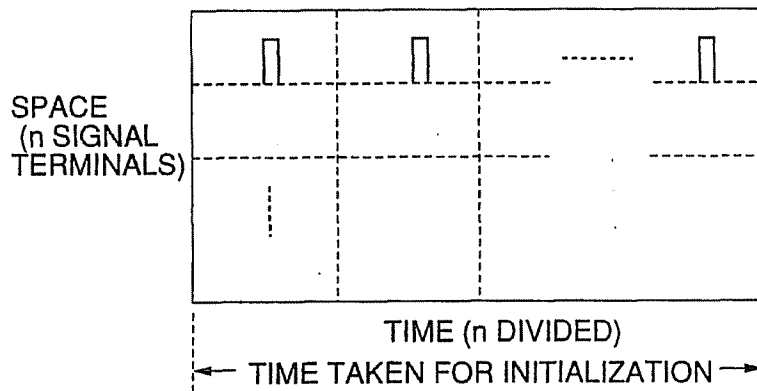 SPACE
(n SIGNAL
TERMINALS)
TIME (n DIVIDED)
TIME TAKEN FOR INITIALIZATION